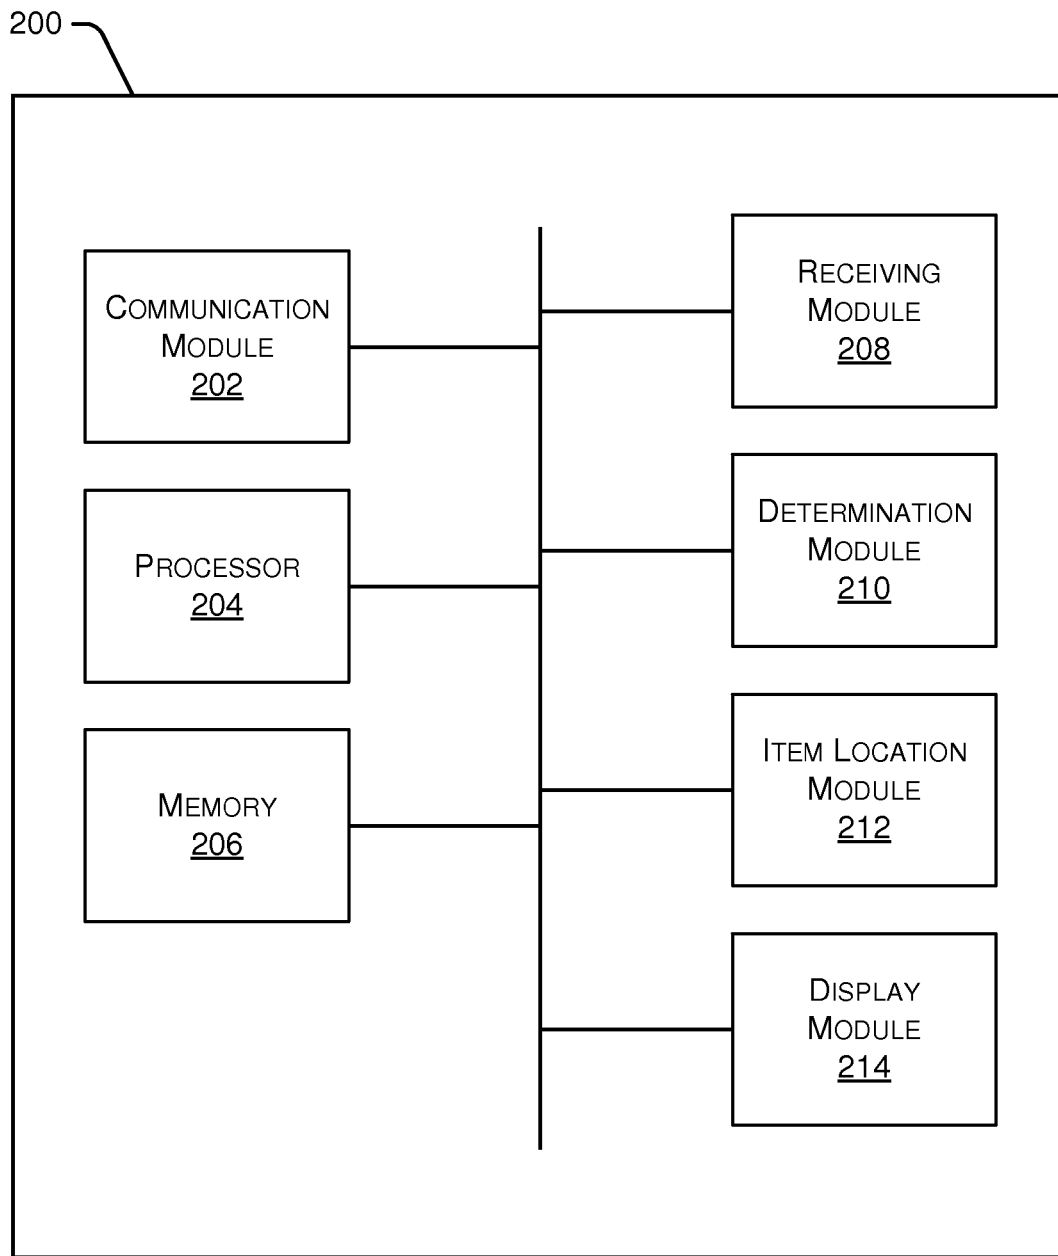 200
COMMUNICATION
MODULE
202
PROCESSOR
204
MEMORY
206
RECEIVING
MODULE
208
DETERMINATION
MODULE
210
ITEM LOCATION
MODULE
212
DISPLAY
MODULE
214